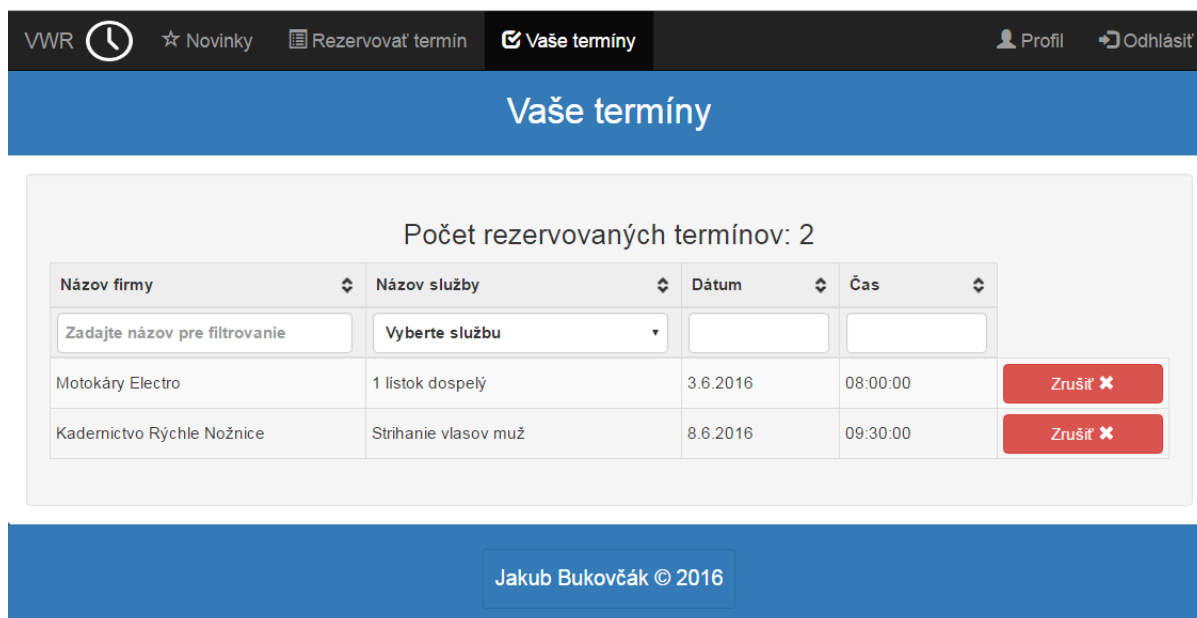 VWR Novinky Rezervovať termín Vaše termíny Profil Odhlásiť
Vaše termíny
Počet rezervovaných termínov: 2
Názov firmy Názov služby Dátum Čas
Zadajte názov pre filtrovanie Vyberte službu
Motokáry Electro 1 lístok dospelý 3.6.2016 08:00:00 Zrušiť
Kadernictvo Rýchle Nožnice Strihanie vlasov muž 8.6.2016 09:30:00 Zrušiť
Jakub Bukovčák © 2016